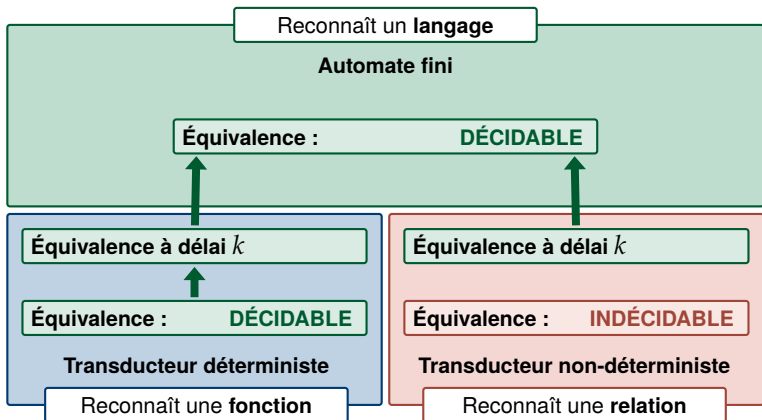 Reconnaît un langage
Automate fini
Équivalence : DÉCIDABLE
Équivalence à délai k
Équivalence : DÉCIDABLE
Transducteur déterministe
Reconnaît une fonction
Équivalence à délai k
Équivalence : INDÉCIDABLE
Transducteur non-déterministe
Reconnaît une relation